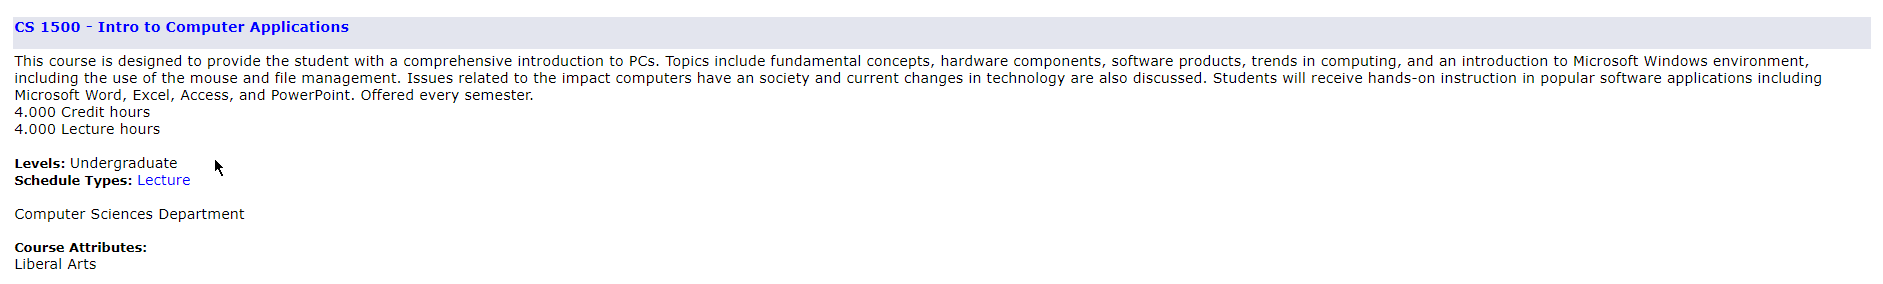 CS 1500 - Intro to Computer Applications
This course is designed to provide the student with a comprehensive introduction to PCs. Topics include fundamental concepts, hardware components, software products, trends in computing, and an introduction to Microsoft Windows environment,
including the use of the mouse and file management. Issues related to the impact computers have an society and current changes in technology are also discussed. Students will receive hands-on instruction in popular software applications including
Microsoft Word, Excel, Access, and PowerPoint. Offered every semester.
4.000 Credit hours
4.000 Lecture hours
Levels: Undergraduate
Schedule Types: Lecture
Computer Sciences Department
Course Attributes:
Liberal Arts